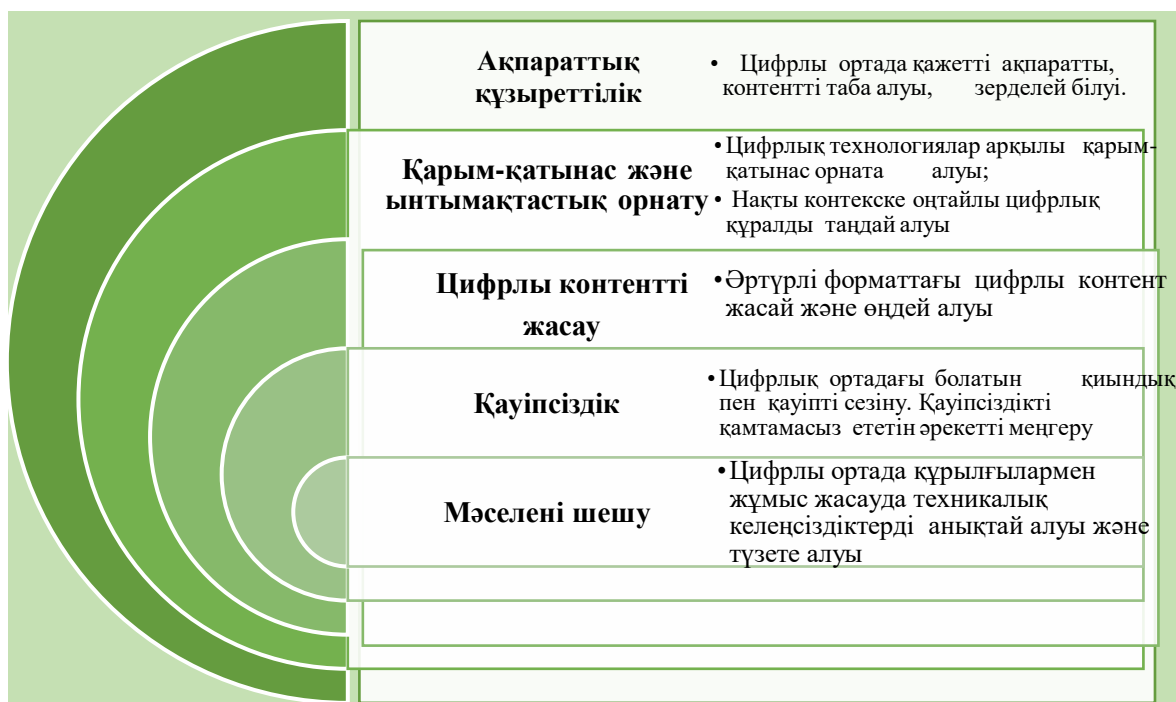 Ақпараттық
құзыреттілік
• Цифрлы ортада қажетті ақпаратты,
контентті таба алуы, зерделей білуі.
Қарым-қатынас және
ынтымақтастық орнату
• Цифрлық технологиялар арқылы қарым-
қатынас орната алуы;
• Нақты контекске оңтайлы цифрлық
құралды таңдай алуы
Цифрлы контентті
жасау
• Әртүрлі форматтағы цифрлы контент
жасай және өңдей алуы
Қауіпсіздік
• Цифрлық ортадағы болатын қиындық
пен қауіпті сезіну. Қауіпсіздікті
қамтамасыз ететін әрекетті меңгеру
Мәселені шешу
• Цифрлы ортада құрылғылармен
жұмыс жасауда техникалық
келеңсіздіктерді анықтай алуы және
түзете алуы